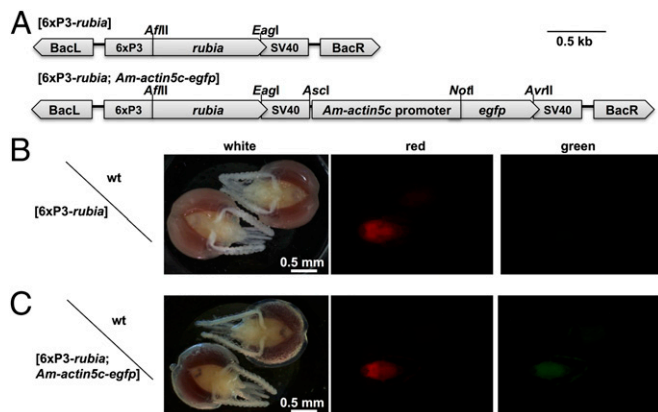 A
[6xP3-rubia]
AflII
EagI
0.5 kb
BacL
6xP3
rubia
SV40
BacR
[6xP3-rubia; Am-actin5c-egfp]
AflII
EagI
AscI
NotI
AvrII
BacL
6xP3
rubia
SV40
Am-actin5c promoter
egfp
SV40
BacR
white
red
green
B
wt
[6xP3-rubia]
0.5 mm
C
wt
[6xP3-rubia;
Am-actin5c-egfp]
0.5 mm